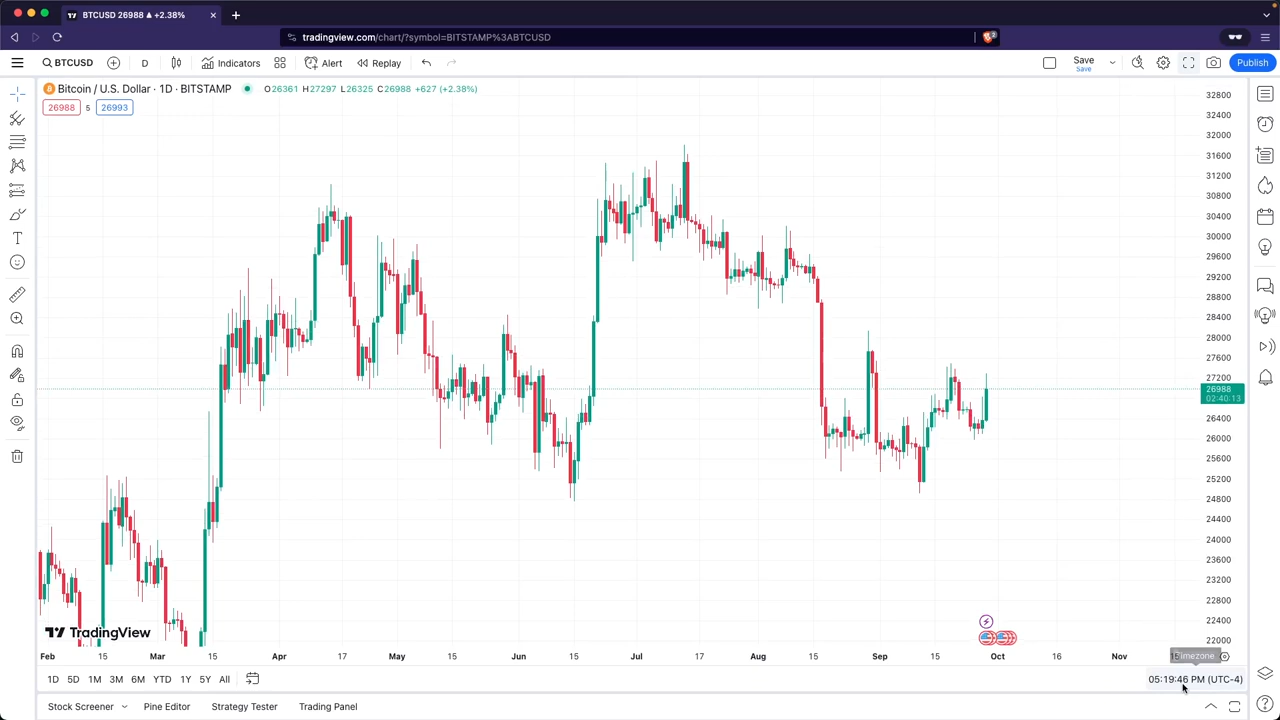 BTCUSD 26988 ▲ +2.38%
tradingview.com/chart/?symbol=BITSTAMP%3ABTCUSD
BTCUSD
D
Indicators
Alert
Replay
Save
Save
Publish
Bitcoin / U.S. Dollar · 1D · BITSTAMP
O26361 H27297 L26325 C26988 +627 (+2.38%)
26988 5 26993
32800
32400
32000
31600
31200
30800
30400
30000
29600
29200
28800
28400
28000
27600
27200
26988
02:40:13
26400
26000
25600
25200
24800
24400
24000
23600
23200
22800
22400
22000
TradingView
Feb 15 Mar 15 Apr 17 May 15 Jun 15 Jul 17 Aug 15 Sep 15 Oct 16 Nov
Timezone
1D 5D 1M 3M 6M YTD 1Y 5Y All
05:19:46 PM (UTC-4)
Stock Screener Pine Editor Strategy Tester Trading Panel